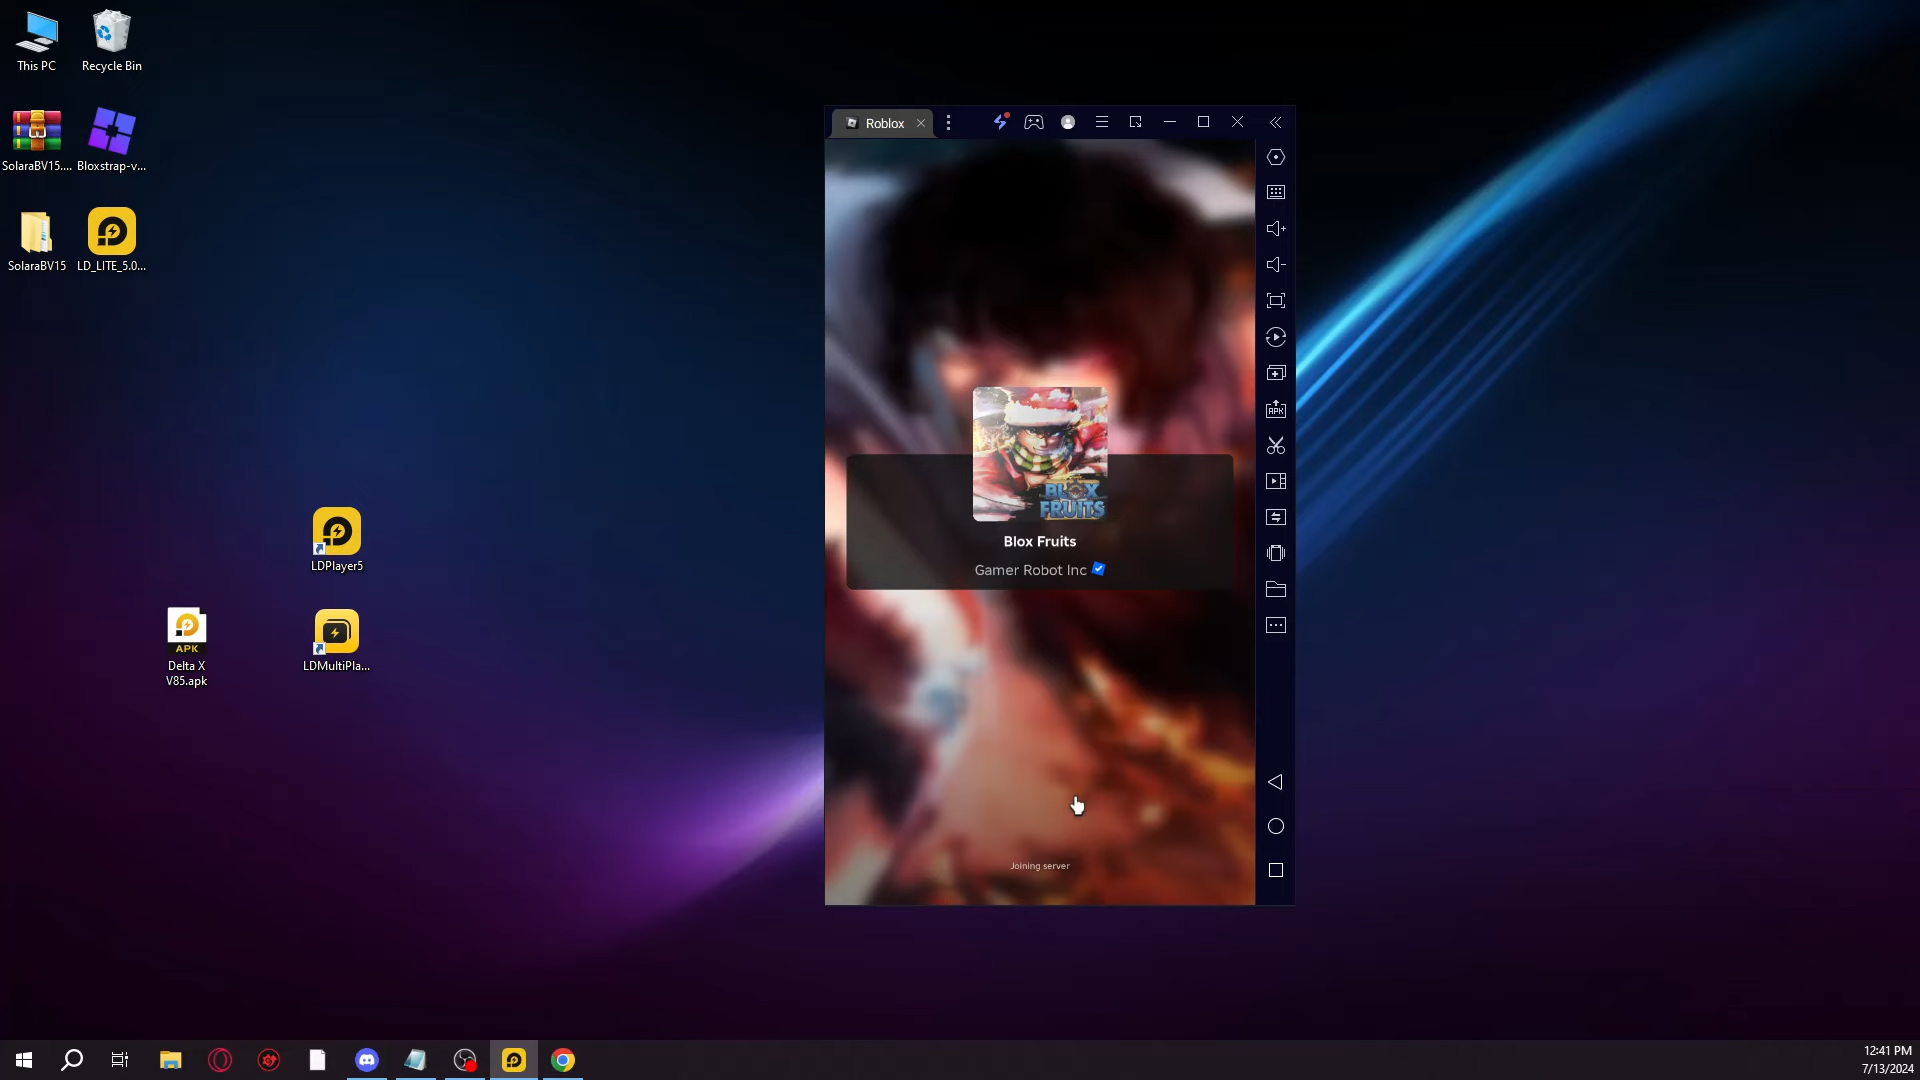 This PC
Recycle Bin
SolaraBV15....
Bloxstrap-v...
SolaraBV15
LD_LITE_5.0...
LDPlayer5
APK
Delta X
V85.apk
LDMultiPla...
Roblox
APK
BLOX
FRUITS
Blox Fruits
Gamer Robot Inc
Joining server
12:41 PM
7/13/2024